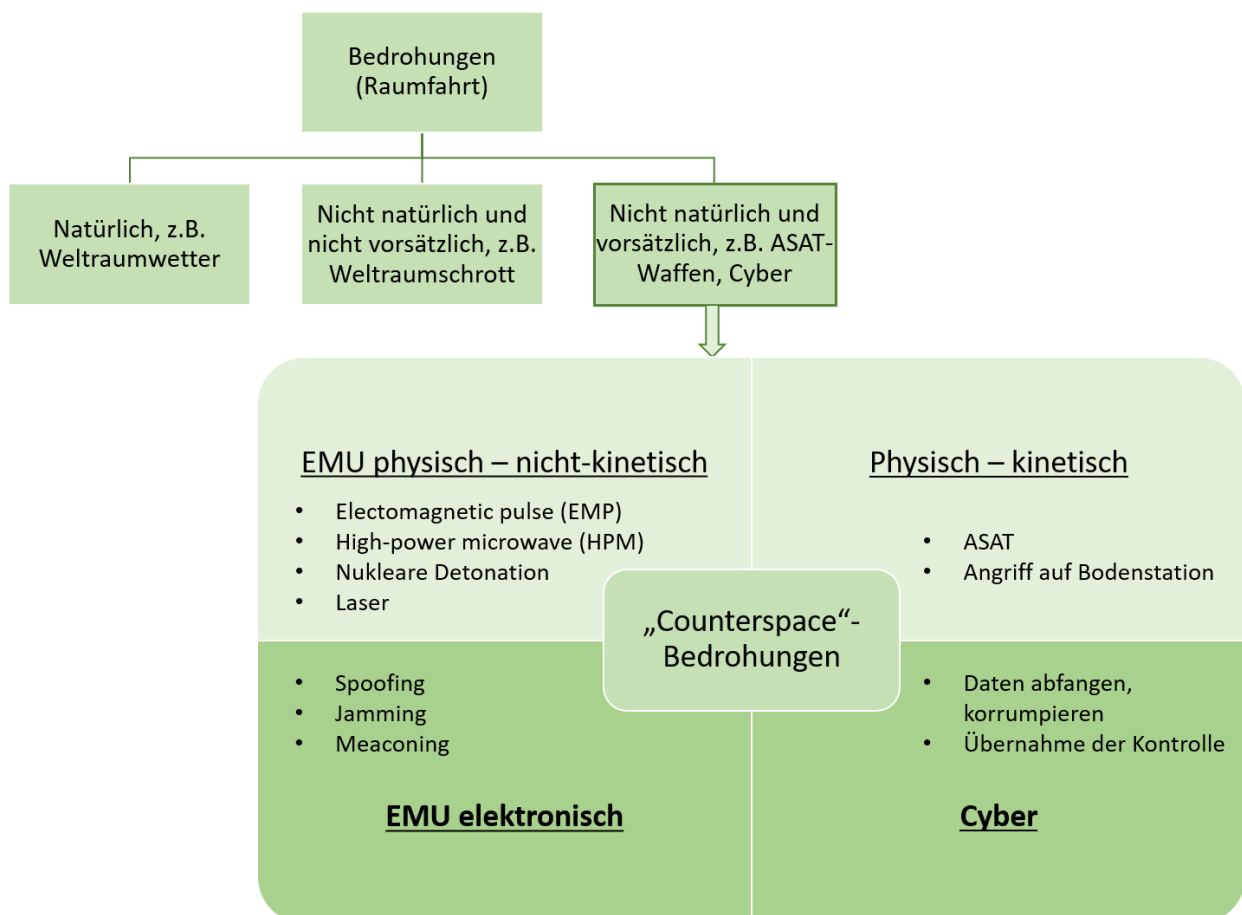 Bedrohungen
(Raumfahrt)
Natürlich, z.B.
Weltraumwetter
Nicht natürlich und
nicht vorsätzlich, z.B.
Weltraumschrott
Nicht natürlich und
vorsätzlich, z.B. ASAT-
Waffen, Cyber
EMU physisch – nicht-kinetisch
• Electomagnetic pulse (EMP)
• High-power microwave (HPM)
• Nukleare Detonation
• Laser
Physisch – kinetisch
• ASAT
• Angriff auf Bodenstation
„Counterspace“-
Bedrohungen
• Spoofing
• Jamming
• Meaconing
EMU elektronisch
• Daten abfangen,
korrumpieren
• Übernahme der Kontrolle
Cyber